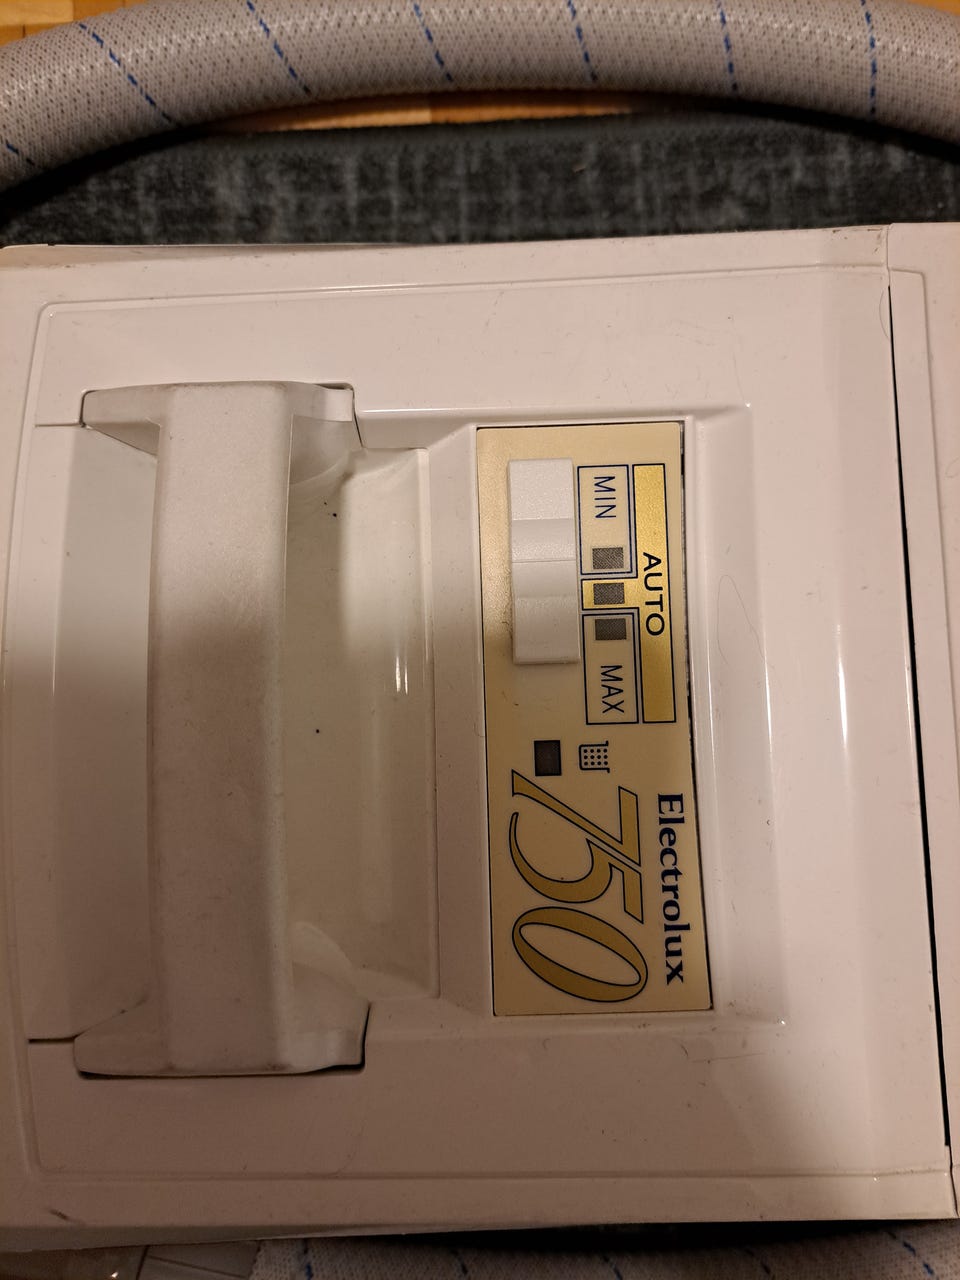 AUTO
MIN
MAX
Electrolux
750